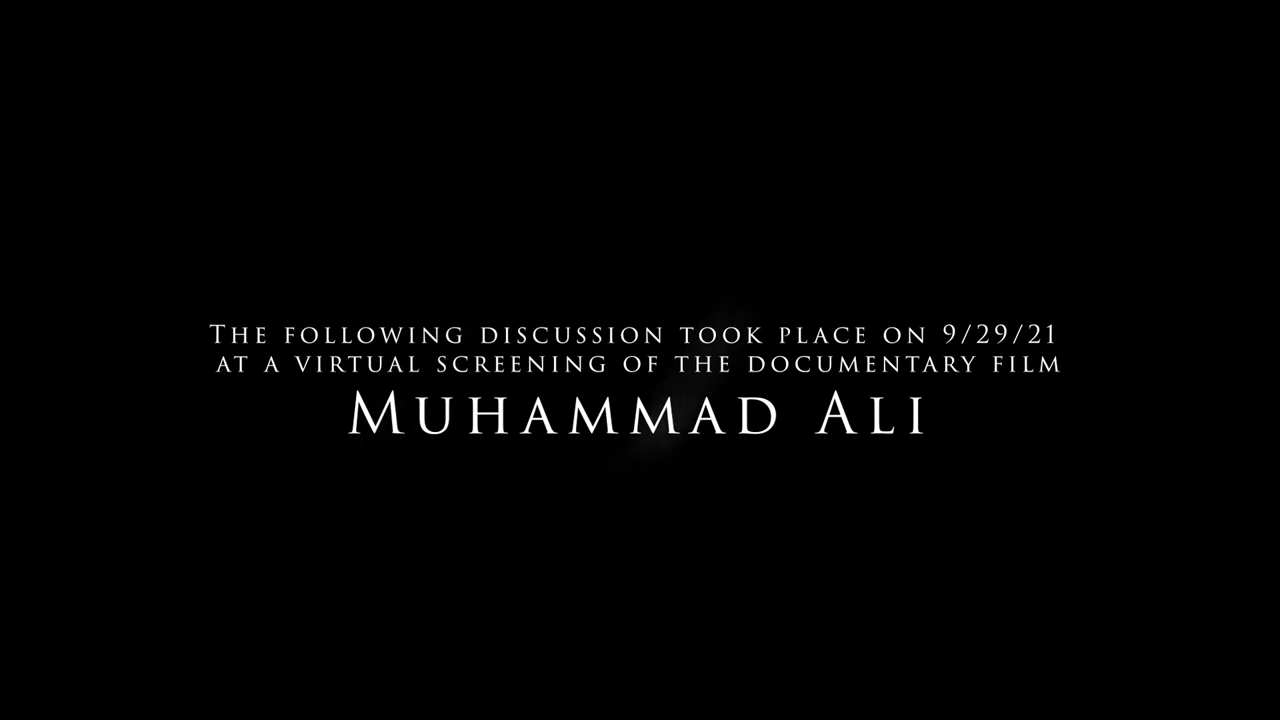 The following discussion took place on 9/29/21
at a virtual screening of the documentary film
Muhammad Ali